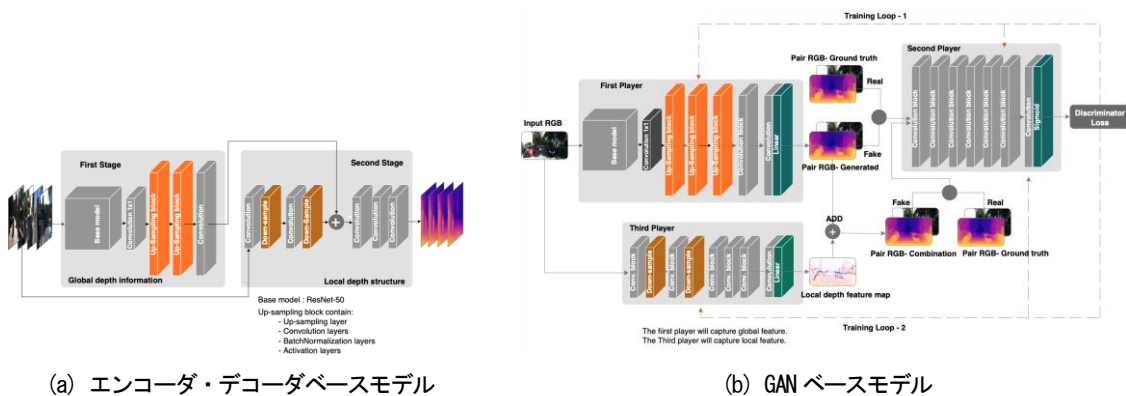 First Stage
Second Stage
Base model
Convolution 1x1
Up-Sampling block
Up-Sampling block
Convolution
Convolution
Down-sample
Convolution
Down-Sample
+
Convolution
Convolution
Convolution
Global depth information
Local depth structure
Base model : ResNet-50
Up-sampling block contain:
- Up-sampling layer
- Convolution layers
- BatchNormalization layers
- Activation layers
(a) エンコーダ・デコーダベースモデル
Training Loop - 1
Input RGB
First Player
Base model
Convolution 1x1
Up-Sampling block
Up-Sampling block
Up-Sampling block
Convolution block
Convolution
Linear
Pair RGB- Ground truth
Real
Fake
Pair RGB- Generated
Second Player
Convolution block
Convolution block
Convolution block
Convolution block
Convolution block
Convolution block
Convolution
Sigmoid
Discriminator
Loss
Third Player
Conv. block
Down-sample
Conv. block
Down-sample
Conv. block
Conv. block
Conv. block
Convolution
Linear
ADD
+
Local depth feature map
Fake
Real
Pair RGB- Combination
Pair RGB- Ground truth
Training Loop - 2
The fiirst player will capture global feature.
The Third player will capture local feature.
(b) GAN ベースモデル